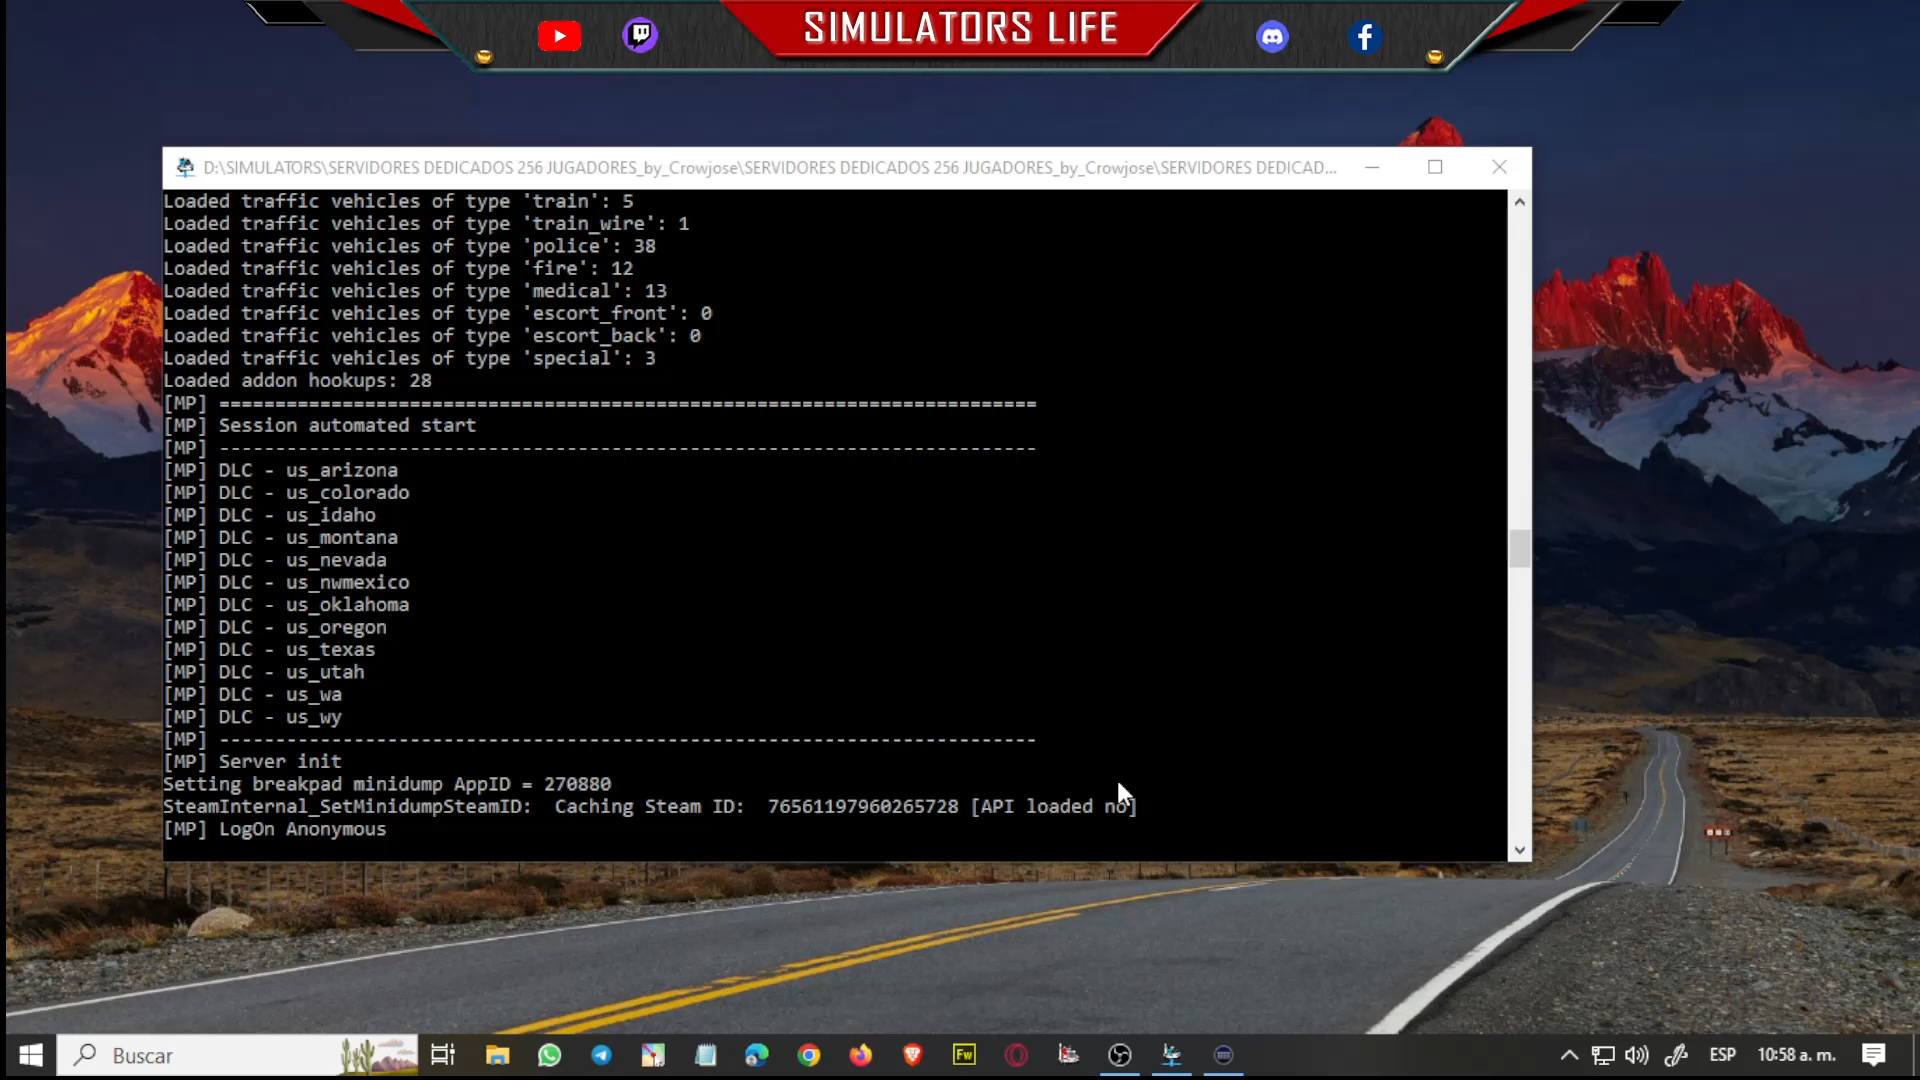 SIMULATORS LIFE
D:\SIMULATORS\SERVIDORES DEDICADOS 256 JUGADORES_by_Crowjose\SERVIDORES DEDICADOS 256 JUGADORES_by_Crowjose\SERVIDORES DEDICAD...
Loaded traffic vehicles of type 'train': 5
Loaded traffic vehicles of type 'train_wire': 1
Loaded traffic vehicles of type 'police': 38
Loaded traffic vehicles of type 'fire': 12
Loaded traffic vehicles of type 'medical': 13
Loaded traffic vehicles of type 'escort_front': 0
Loaded traffic vehicles of type 'escort_back': 0
Loaded traffic vehicles of type 'special': 3
Loaded addon hookups: 28
[MP] =========================================================================
[MP] Session automated start
[MP] -------------------------------------------------------------------------
[MP] DLC - us_arizona
[MP] DLC - us_colorado
[MP] DLC - us_idaho
[MP] DLC - us_montana
[MP] DLC - us_nevada
[MP] DLC - us_nwmexico
[MP] DLC - us_oklahoma
[MP] DLC - us_oregon
[MP] DLC - us_texas
[MP] DLC - us_utah
[MP] DLC - us_wa
[MP] DLC - us_wy
[MP] -------------------------------------------------------------------------
[MP] Server init
Setting breakpad minidump AppID = 270880
SteamInternal_SetMinidumpSteamID:  Caching Steam ID:  76561197960265728 [API loaded no]
[MP] LogOn Anonymous
Buscar
Fw
ESP
10:58 a. m.